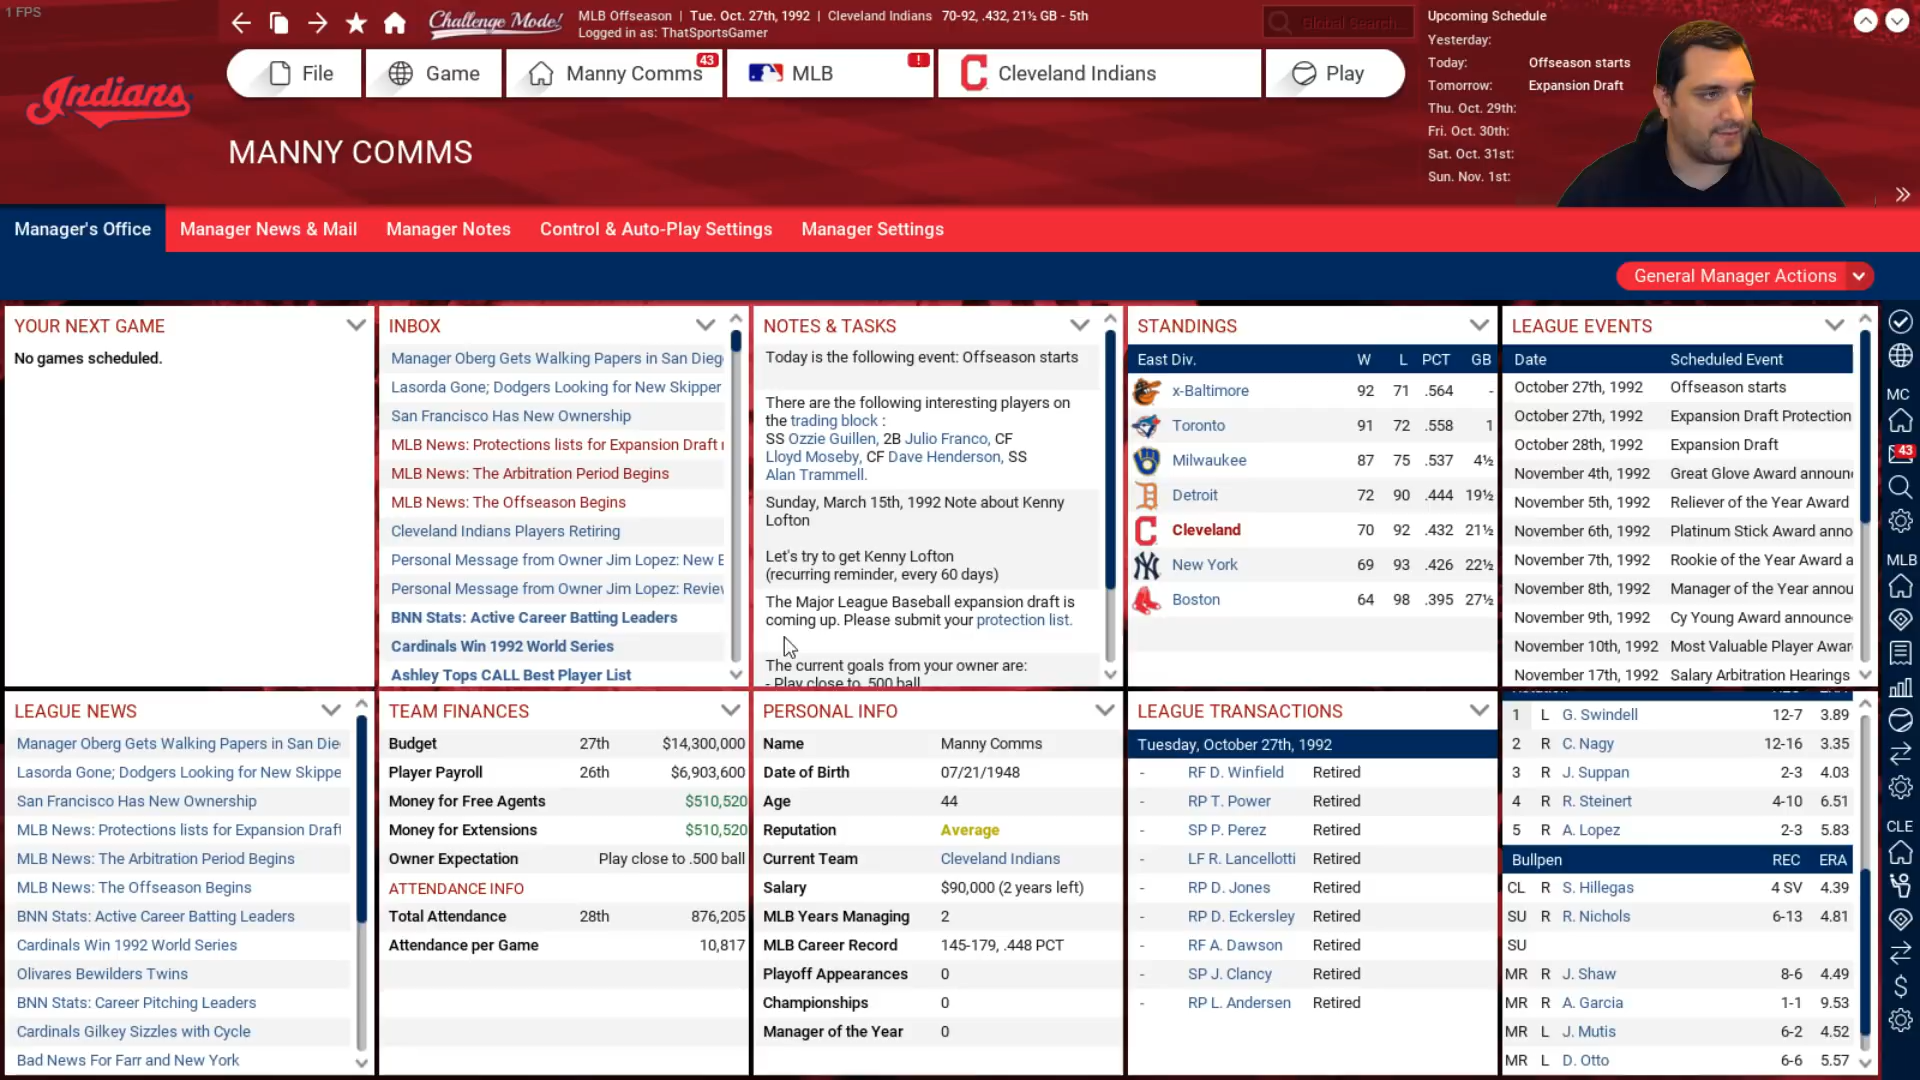 1 FPS
Challenge Mode!
MLB Offseason | Tue. Oct. 27th, 1992 | Cleveland Indians 70-92, .432, 21½ GB - 5th
Logged in as: ThatSportsGamer
Global Search...
Upcoming Schedule
Yesterday:
Today: Offseason starts
Tomorrow: Expansion Draft
Thu. Oct. 29th:
Fri. Oct. 30th:
Sat. Oct. 31st:
Sun. Nov. 1st:
Indians
File
Game
Manny Comms 43
MLB !
C Cleveland Indians
Play
MANNY COMMS
Manager's Office
Manager News & Mail
Manager Notes
Control & Auto-Play Settings
Manager Settings
General Manager Actions
YOUR NEXT GAME
No games scheduled.
INBOX
Manager Oberg Gets Walking Papers in San Dieg
Lasorda Gone; Dodgers Looking for New Skipper
San Francisco Has New Ownership
MLB News: Protections lists for Expansion Draft r
MLB News: The Arbitration Period Begins
MLB News: The Offseason Begins
Cleveland Indians Players Retiring
Personal Message from Owner Jim Lopez: New E
Personal Message from Owner Jim Lopez: Review
BNN Stats: Active Career Batting Leaders
Cardinals Win 1992 World Series
Ashley Tops CALL Best Player List
NOTES & TASKS
Today is the following event: Offseason starts
There are the following interesting players on
the trading block :
SS Ozzie Guillen, 2B Julio Franco, CF
Lloyd Moseby, CF Dave Henderson, SS
Alan Trammell.
Sunday, March 15th, 1992 Note about Kenny
Lofton
Let's try to get Kenny Lofton
(recurring reminder, every 60 days)
The Major League Baseball expansion draft is
coming up. Please submit your protection list.
The current goals from your owner are:
- Play close to .500 ball
STANDINGS
East Div. W L PCT GB
x-Baltimore 92 71 .564 -
Toronto 91 72 .558 1
Milwaukee 87 75 .537 4½
Detroit 72 90 .444 19½
Cleveland 70 92 .432 21½
New York 69 93 .426 22½
Boston 64 98 .395 27½
LEAGUE EVENTS
Date Scheduled Event
October 27th, 1992 Offseason starts
October 27th, 1992 Expansion Draft Protection
October 28th, 1992 Expansion Draft
November 4th, 1992 Great Glove Award announ
November 5th, 1992 Reliever of the Year Award
November 6th, 1992 Platinum Stick Award anno
November 7th, 1992 Rookie of the Year Award a
November 8th, 1992 Manager of the Year annou
November 9th, 1992 Cy Young Award announce
November 10th, 1992 Most Valuable Player Awar
November 17th, 1992 Salary Arbitration Hearings
MC
43
MLB
CLE
LEAGUE NEWS
Manager Oberg Gets Walking Papers in San Die
Lasorda Gone; Dodgers Looking for New Skippe
San Francisco Has New Ownership
MLB News: Protections lists for Expansion Draft
MLB News: The Arbitration Period Begins
MLB News: The Offseason Begins
BNN Stats: Active Career Batting Leaders
Cardinals Win 1992 World Series
Olivares Bewilders Twins
BNN Stats: Career Pitching Leaders
Cardinals Gilkey Sizzles with Cycle
Bad News For Farr and New York
TEAM FINANCES
Budget 27th $14,300,000
Player Payroll 26th $6,903,600
Money for Free Agents $510,520
Money for Extensions $510,520
Owner Expectation Play close to .500 ball
ATTENDANCE INFO
Total Attendance 28th 876,205
Attendance per Game 10,817
PERSONAL INFO
Name Manny Comms
Date of Birth 07/21/1948
Age 44
Reputation Average
Current Team Cleveland Indians
Salary $90,000 (2 years left)
MLB Years Managing 2
MLB Career Record 145-179, .448 PCT
Playoff Appearances 0
Championships 0
Manager of the Year 0
LEAGUE TRANSACTIONS
Tuesday, October 27th, 1992
- RF D. Winfield Retired
- RP T. Power Retired
- SP P. Perez Retired
- LF R. Lancellotti Retired
- RP D. Jones Retired
- RP D. Eckersley Retired
- RF A. Dawson Retired
- SP J. Clancy Retired
- RP L. Andersen Retired
Rotation REC ERA
1 L G. Swindell 12-7 3.89
2 R C. Nagy 12-16 3.35
3 R J. Suppan 2-3 4.03
4 R R. Steinert 4-10 6.51
5 R A. Lopez 2-3 5.83
Bullpen REC ERA
CL R S. Hillegas 4 SV 4.39
SU R R. Nichols 6-13 4.81
SU
MR R J. Shaw 8-6 4.49
MR R A. Garcia 1-1 9.53
MR L J. Mutis 6-2 4.52
MR L D. Otto 6-6 5.57